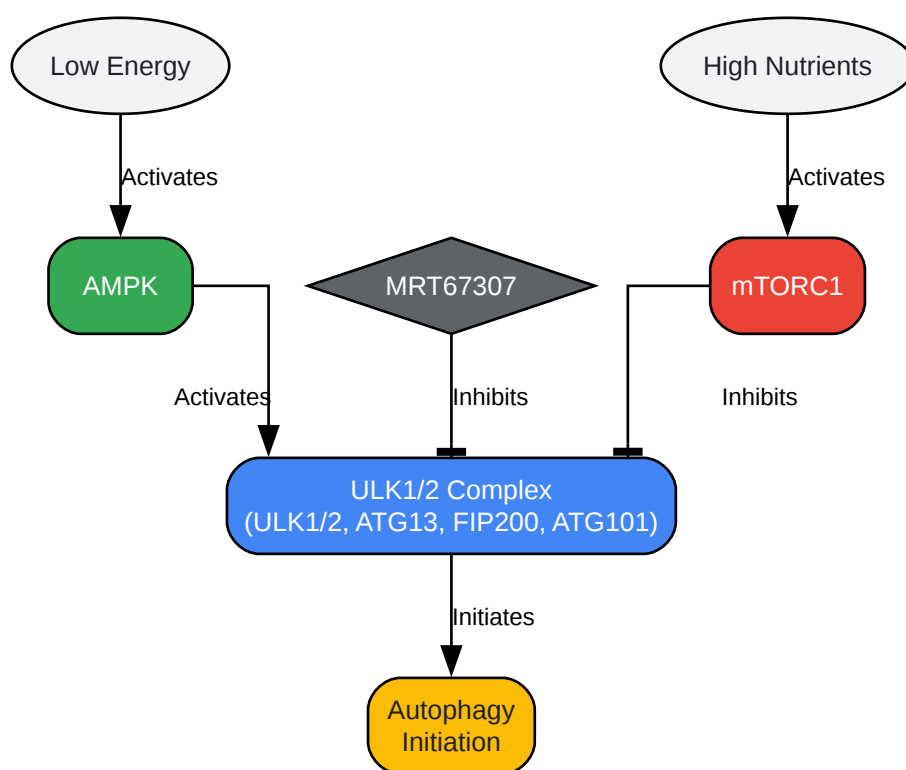 Low Energy
High Nutrients
Activates
Activates
AMPK
MRT67307
mTORC1
Activates
Inhibits
Inhibits
ULK1/2 Complex
(ULK1/2, ATG13, FIP200, ATG101)
Initiates
Autophagy
Initiation